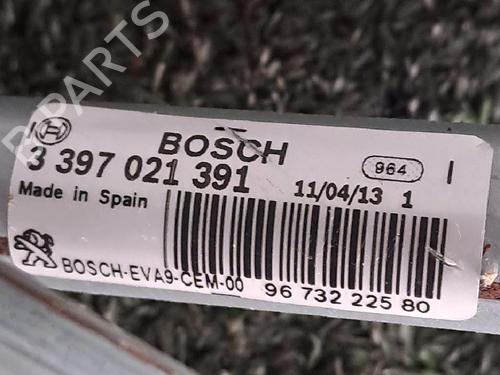 B-PARTS
BOSCH
3 397 021 391
964
I
Made in Spain
11/04/13 1
BOSCH-EVA9-CEM-00
96 732 225 80